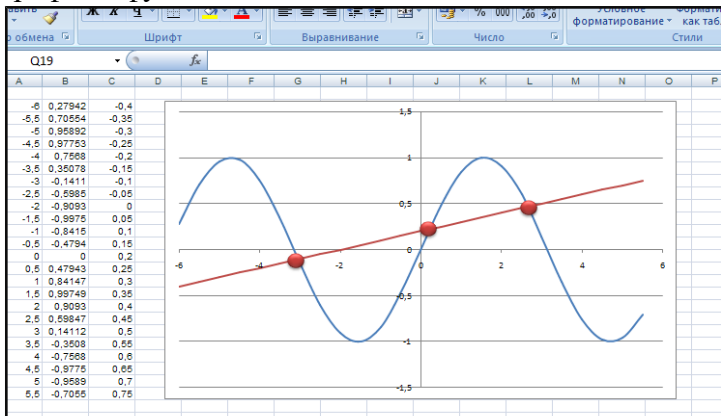 Ж К Ч А % 000 ,00 ,0 Условное
форматирование как таб
обмена Шрифт Выравнивание Число Стили
Q19 fx
A B C D E F G H I J K L M N O P
-6 0,27942 -0,4
-5,5 0,70554 -0,35
-5 0,95892 -0,3
-4,5 0,97753 -0,25
-4 0,7568 -0,2
-3,5 0,35078 -0,15
-3 -0,1411 -0,1
-2,5 -0,5985 -0,05
-2 -0,9093 0
-1,5 -0,9975 0,05
-1 -0,8415 0,1
-0,5 -0,4794 0,15
0 0 0,2
0,5 0,47943 0,25
1 0,84147 0,3
1,5 0,99749 0,35
2 0,9093 0,4
2,5 0,59847 0,45
3 0,14112 0,5
3,5 -0,3508 0,55
4 -0,7568 0,6
4,5 -0,9775 0,65
5 -0,9589 0,7
5,5 -0,7055 0,75
1,5
1
0,5
0
-6 -4 -2 0 2 4 6
-0,5
-1
-1,5